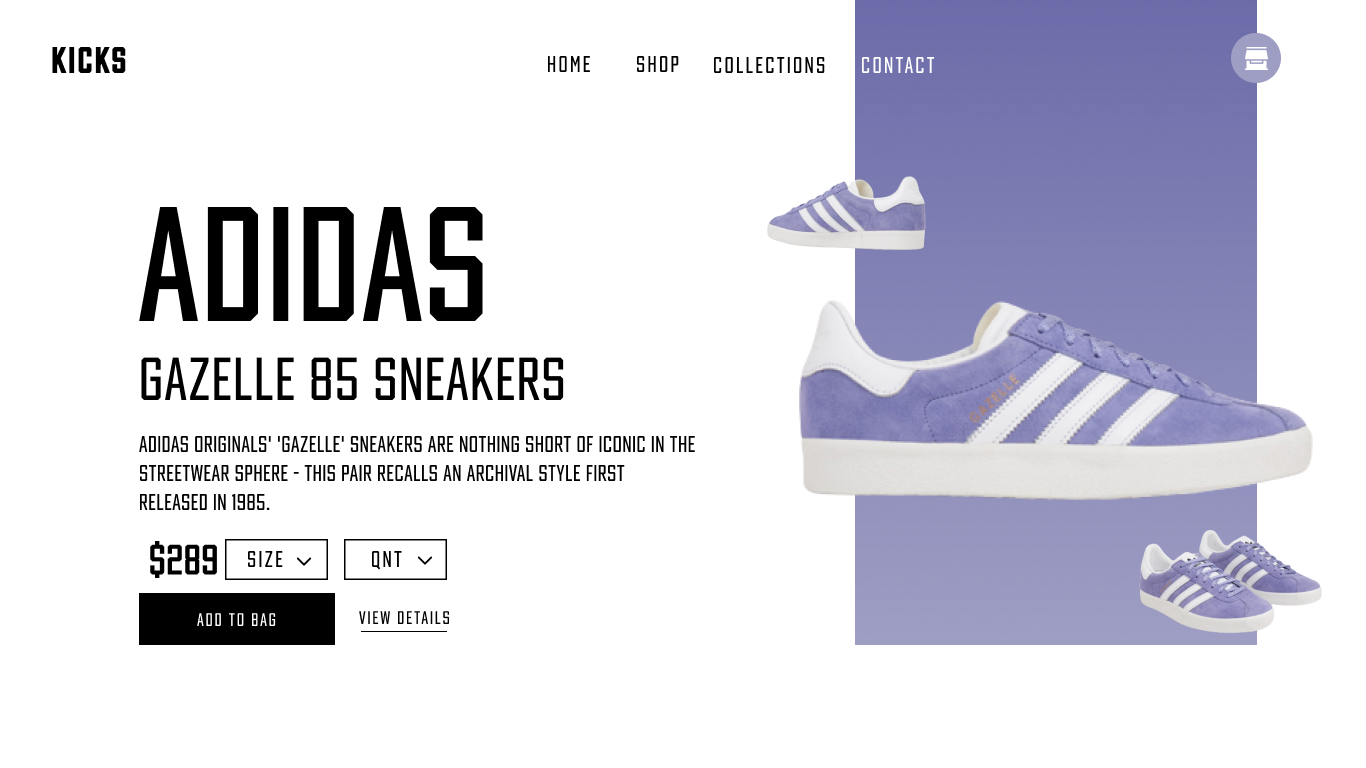 KICKS
HOME
SHOP
COLLECTIONS
CONTACT
ADIDAS
GAZELLE 85 SNEAKERS
ADIDAS ORIGINALS' 'GAZELLE' SNEAKERS ARE NOTHING SHORT OF ICONIC IN THE
STREETWEAR SPHERE - THIS PAIR RECALLS AN ARCHIVAL STYLE FIRST
RELEASED IN 1985.
$289
SIZE
QNT
ADD TO BAG
VIEW DETAILS
GAZELLE